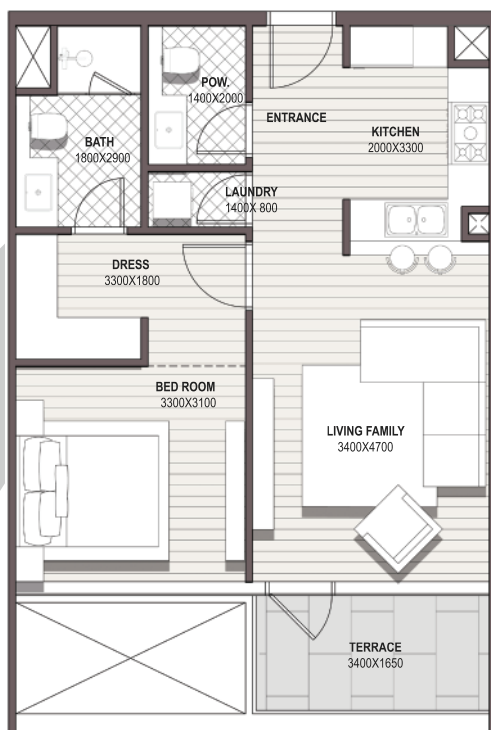 POW.
1400X2000
ENTRANCE
KITCHEN
2000X3300
BATH
1800X2900
LAUNDRY
1400X 800
DRESS
3300X1800
BED ROOM
3300X3100
LIVING FAMILY
3400X4700
TERRACE
3400X1650